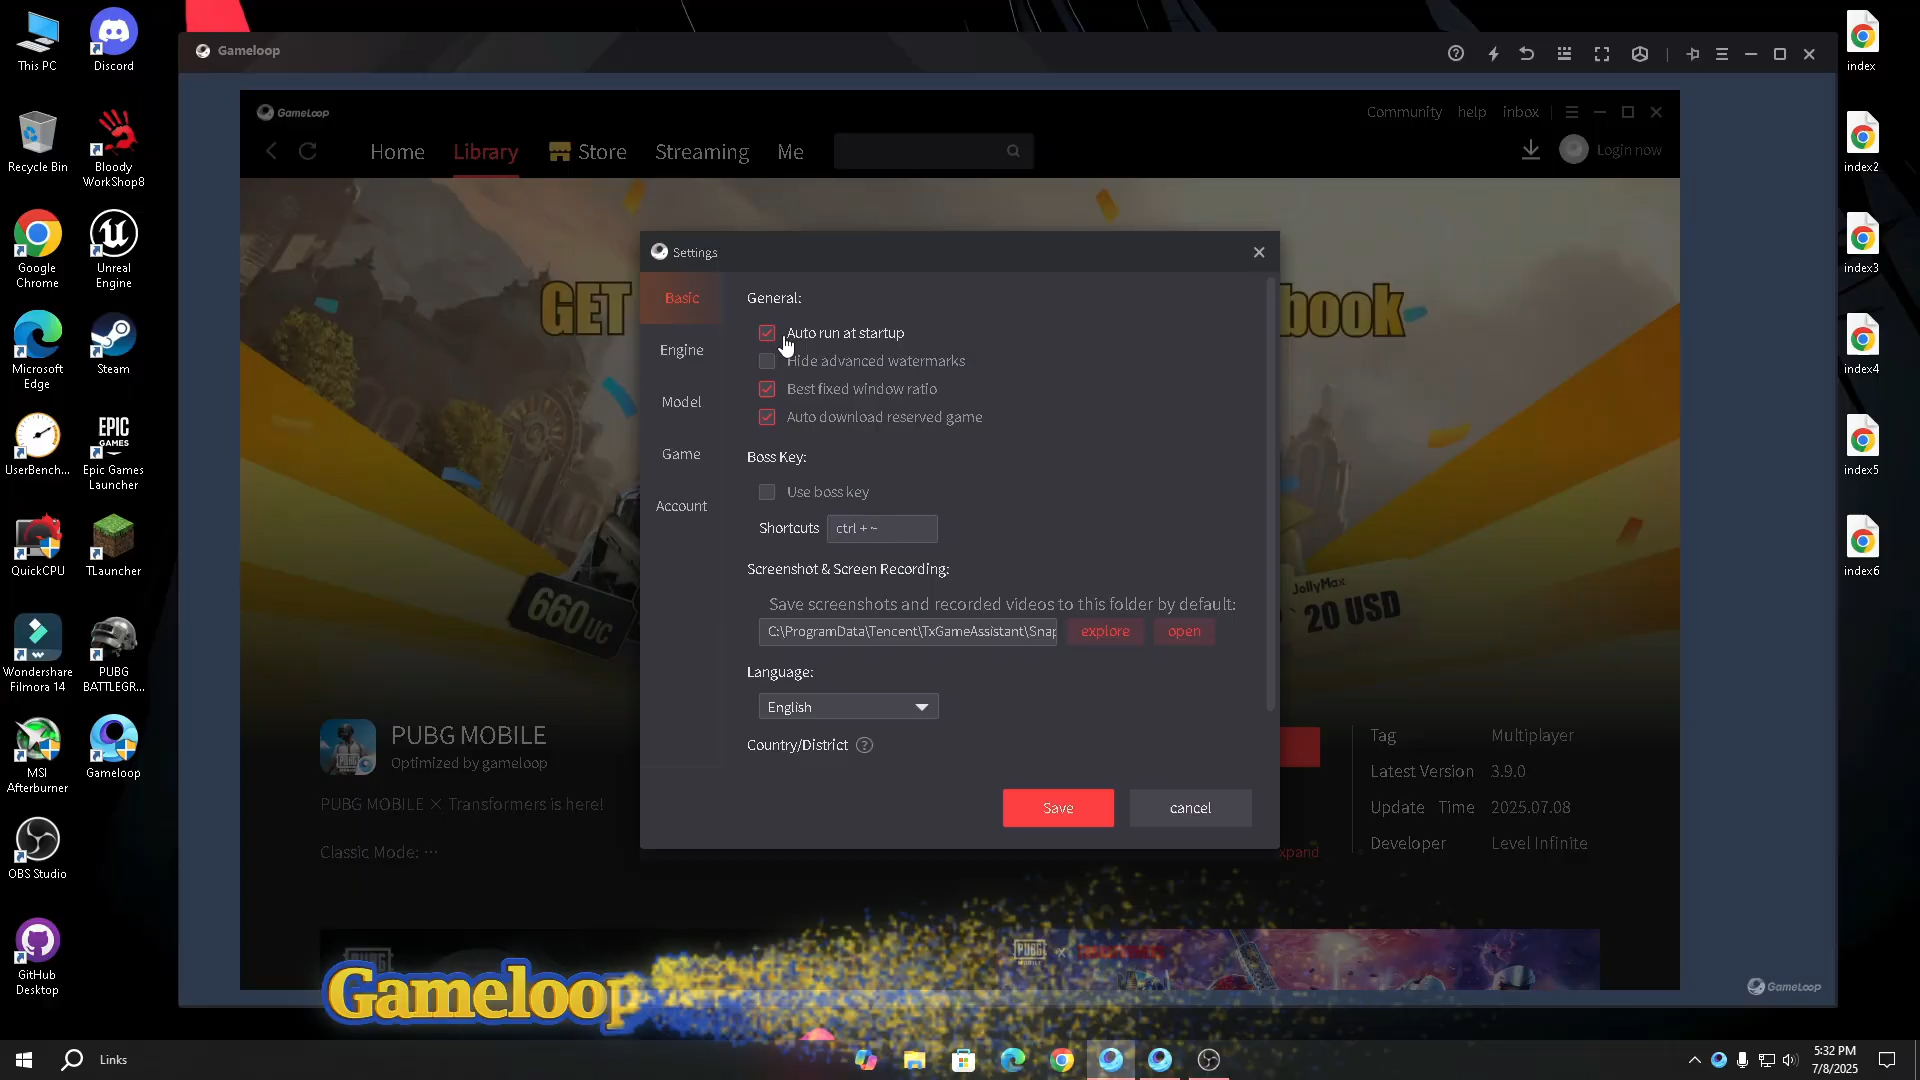 This PC
Discord
Recycle Bin
Bloody
WorkShop8
Google
Chrome
Unreal
Engine
Microsoft
Edge
Steam
UserBench...
EPIC
GAMES
Epic Games
Launcher
QuickCPU
TLauncher
Wondershare
Filmora 14
PUBG
BATTLEGR...
MSI
Afterburner
Gameloop
OBS Studio
GitHub
Desktop
Gameloop
GameLoop
Community help inbox
Home Library Store Streaming Me
Login now
GET
book
660UC
JollyMax
20 USD
Settings
Basic
Engine
Model
Game
Account
General:
Auto run at startup
Hide advanced watermarks
Best fixed window ratio
Auto download reserved game
Boss Key:
Use boss key
Shortcuts ctrl + ~
Screenshot & Screen Recording:
Save screenshots and recorded videos to this folder by default:
C:\ProgramData\Tencent\TxGameAssistant\Snap explore open
Language:
English
Country/District ?
Save cancel
PUBG MOBILE
Optimized by gameloop
PUBG MOBILE × Transformers is here!
Classic Mode: ···
xpand
Tag Multiplayer
Latest Version 3.9.0
Update Time 2025.07.08
Developer Level Infinite
PUBG
MOBILE
x
Gameloop
GameLoop
index
index2
index3
index4
index5
index6
Links
5:32 PM
7/8/2025